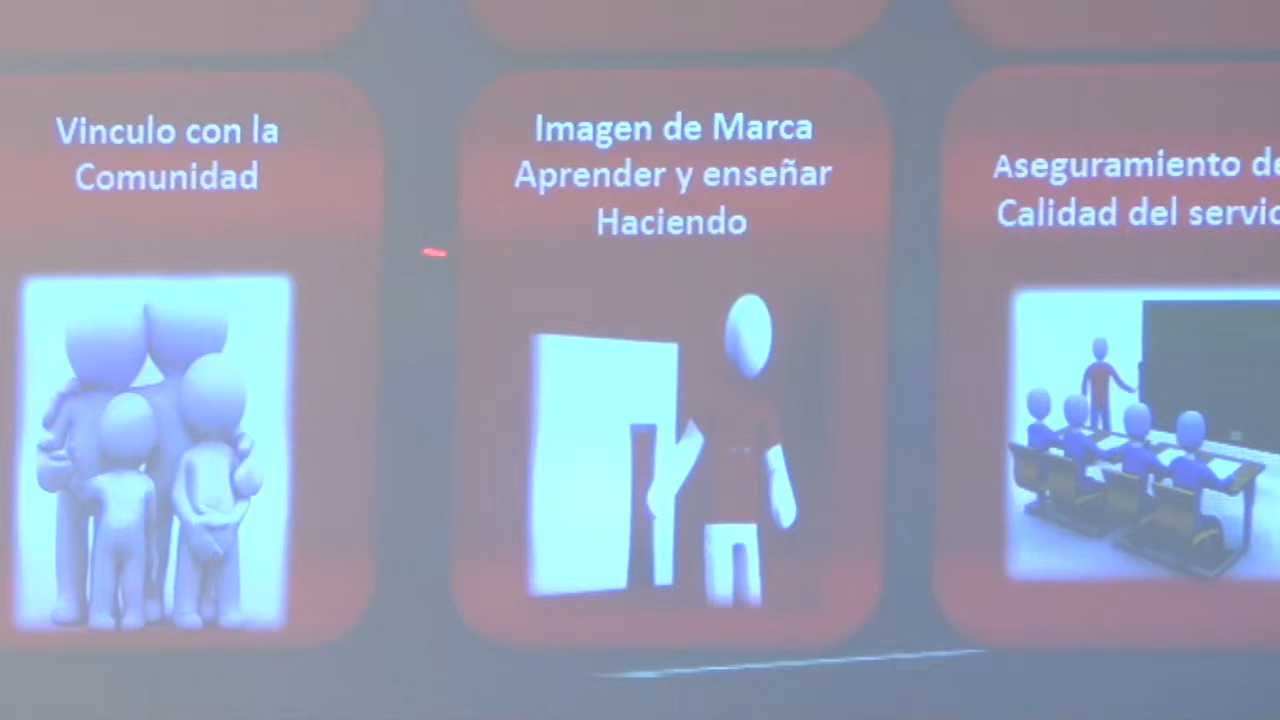 Vinculo con la
Comunidad
Imagen de Marca
Aprender y enseñar
Haciendo
Aseguramiento de
Calidad del servic